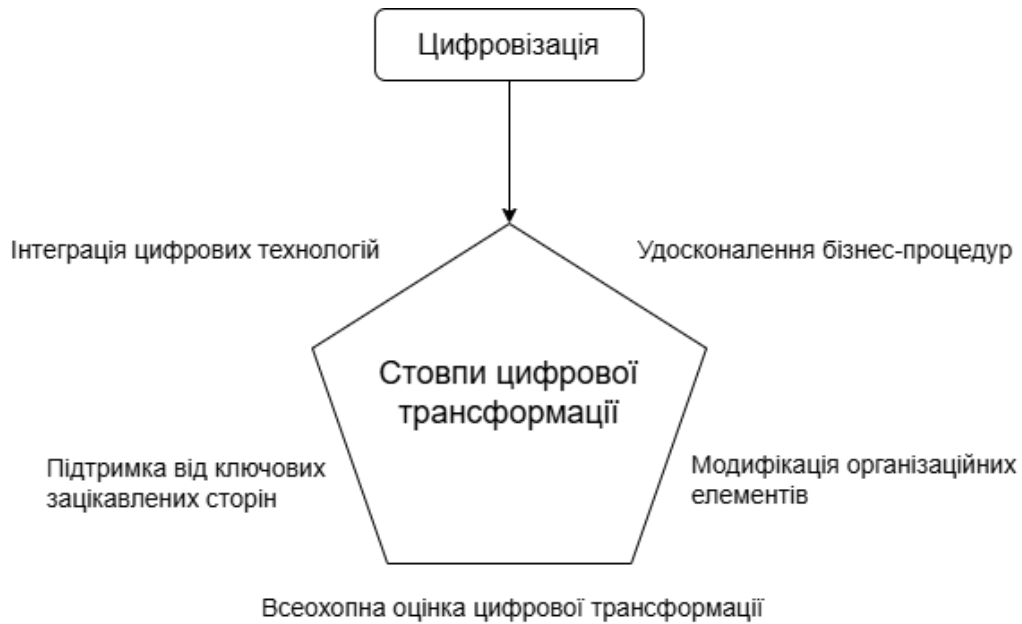 Цифровізація
Інтеграція цифрових технологій
Удосконалення бізнес-процедур
Стовпи цифрової
трансформації
Підтримка від ключових
зацікавлених сторін
Модифікація організаційних
елементів
Всеохопна оцінка цифрової трансформації